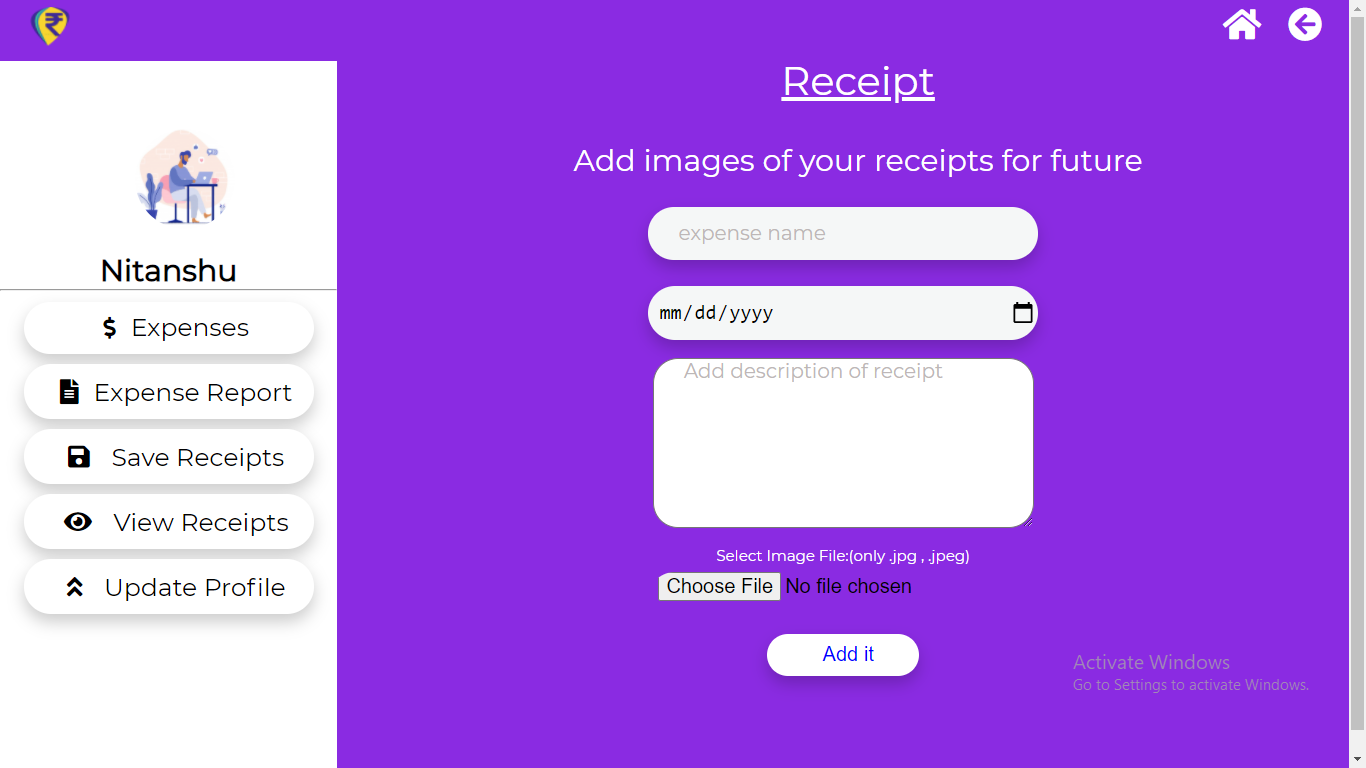 Receipt
Add images of your receipts for future
expense name
mm/dd/yyyy
Add description of receipt
Select Image File:(only .jpg , .jpeg)
Choose File No file chosen
Add it
Nitanshu
$ Expenses
Expense Report
Save Receipts
View Receipts
Update Profile
Activate Windows
Go to Settings to activate Windows.